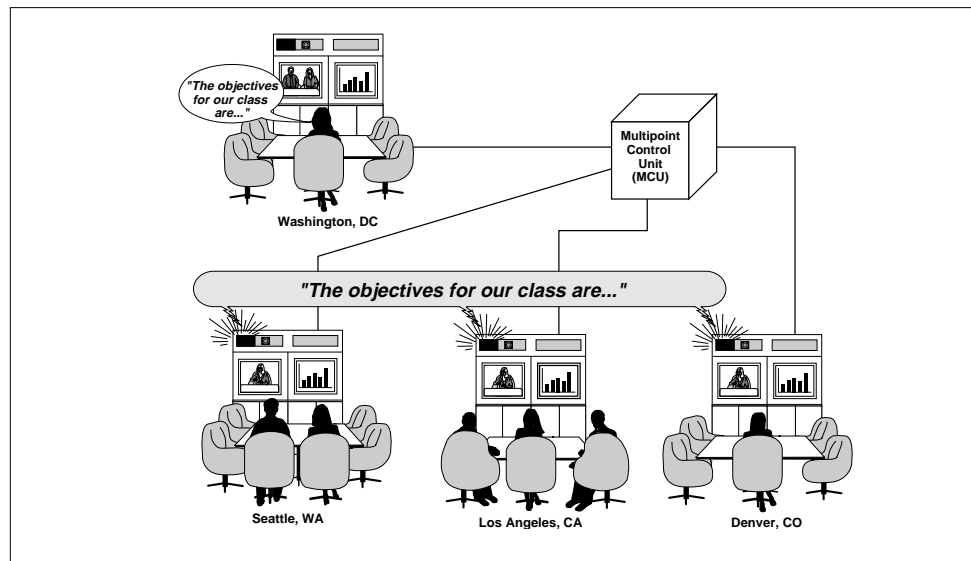 "The objectives
for our class
are..."
Multipoint
Control
Unit
(MCU)
Washington, DC
"The objectives for our class are..."
Seattle, WA
Los Angeles, CA
Denver, CO